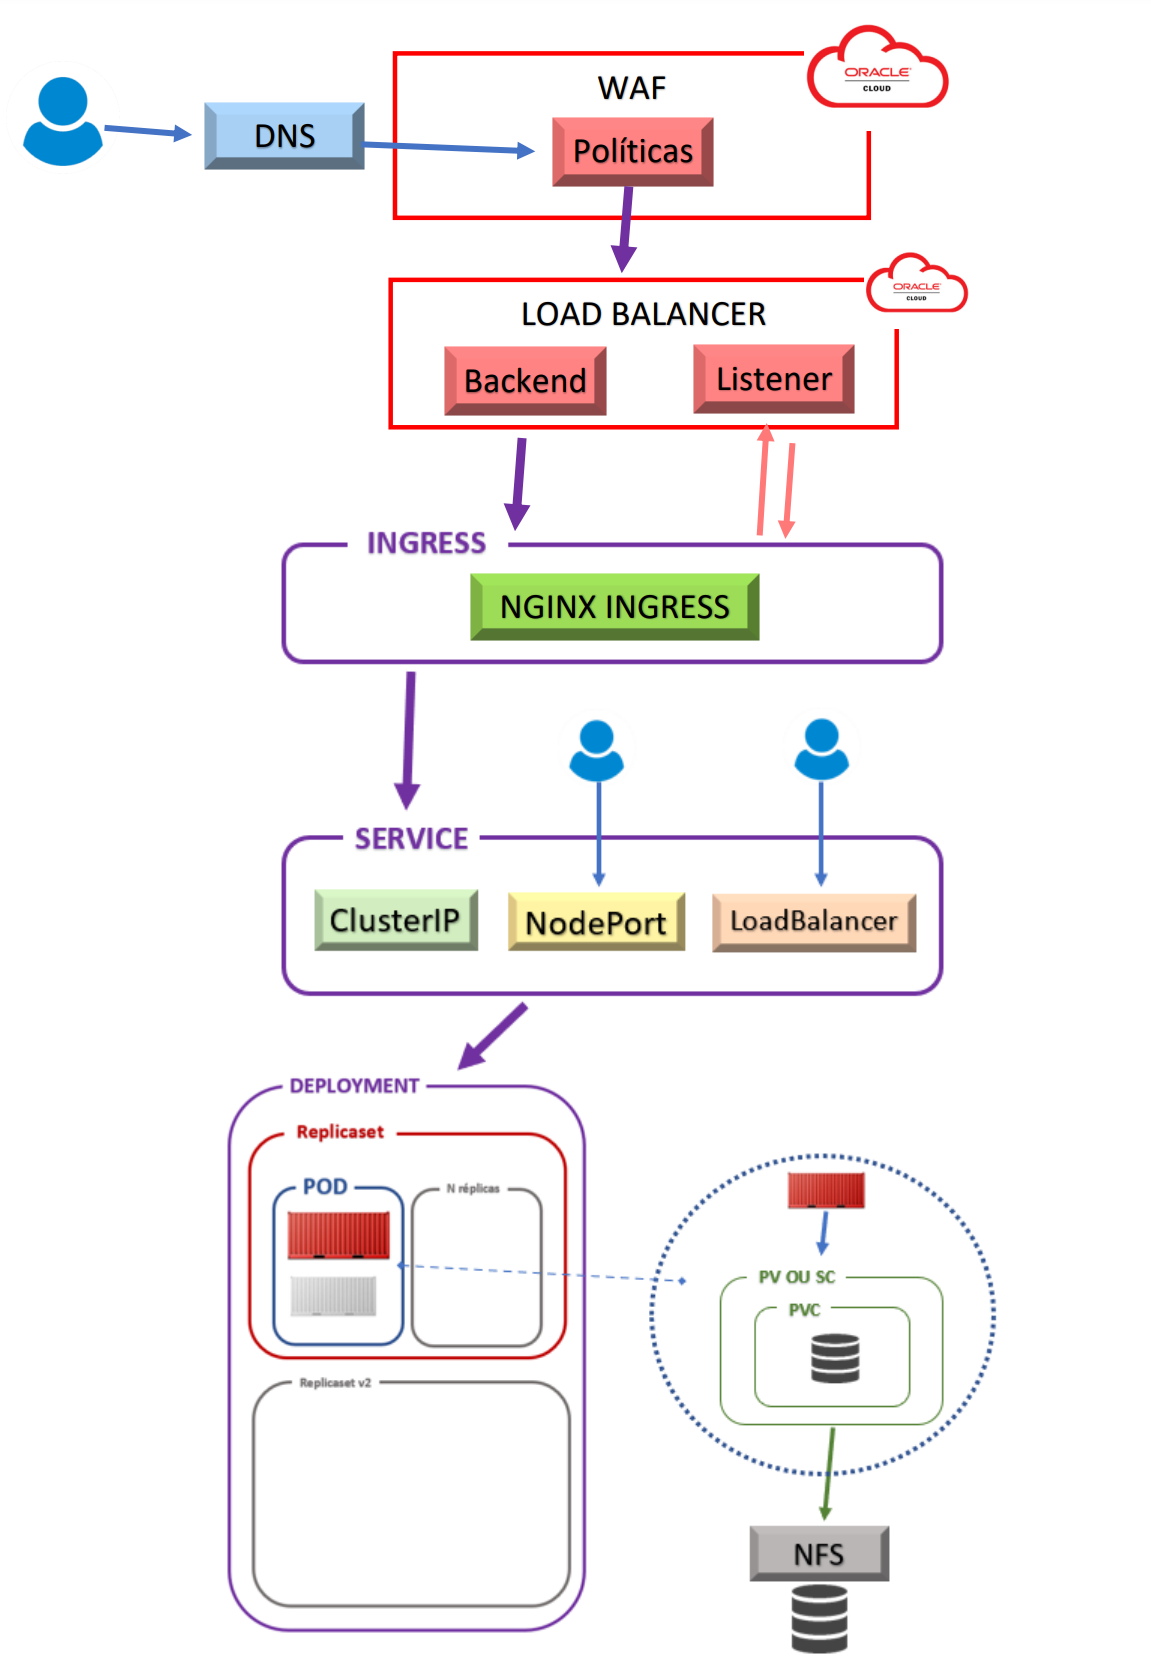 ORACLE
CLOUD
WAF
DNS
Políticas
ORACLE
CLOUD
LOAD BALANCER
Backend
Listener
INGRESS
NGINX INGRESS
SERVICE
ClusterIP
NodePort
LoadBalancer
DEPLOYMENT
Replicaset
POD
N réplicas
PV OU SC
PVC
Replicaset v2
NFS